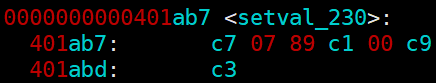 0000000000401ab7 <setval_230>:
401ab7: c7 07 89 c1 00 c9
401abd: c3